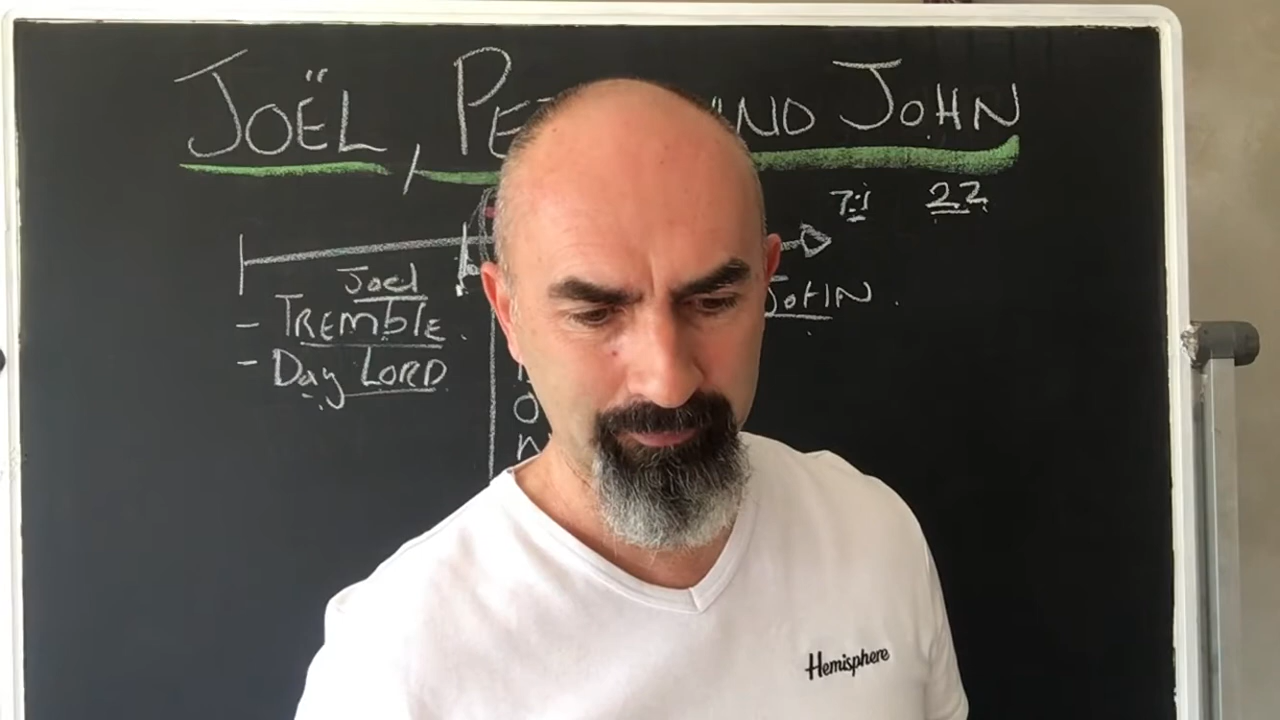 JOËL, PE AND JOHN
7:1 22
Joel JOHN.
- TREMBLE.
- Day LORD
O
N
Hemisphere